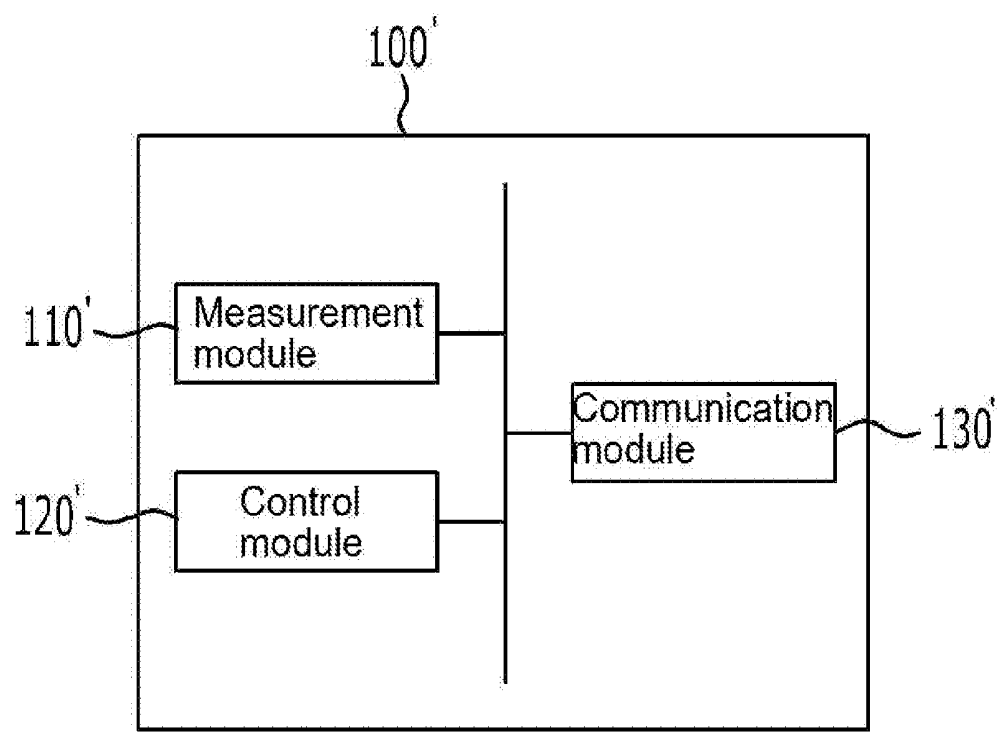 100'
110'
Measurement
module
Communication
module
130'
120'
Control
module